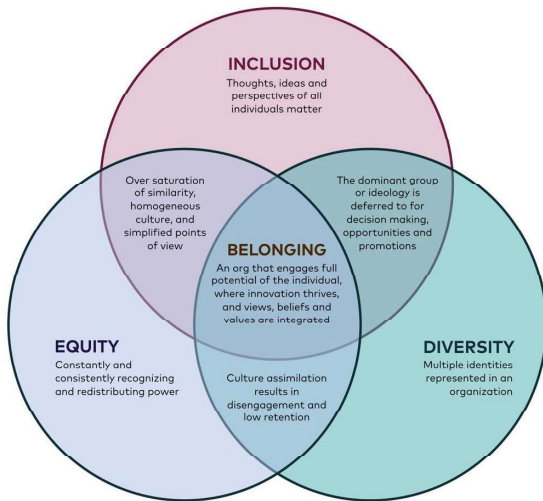 INCLUSION
Thoughts, ideas and
perspectives of all
individuals matter
Over saturation
of similarity,
homogeneous
culture, and
simplified points
of view
The dominant group
or ideology is
deferred to for
decision making,
opportunities and
promotions
BELONGING
An org that engages full
potential of the individual,
where innovation thrives,
and views, beliefs and
values are integrated
EQUITY
Constantly and
consistently recognizing
and redistributing power
Culture assimilation
results in
disengagement and
low retention
DIVERSITY
Multiple identities
represented in an
organization